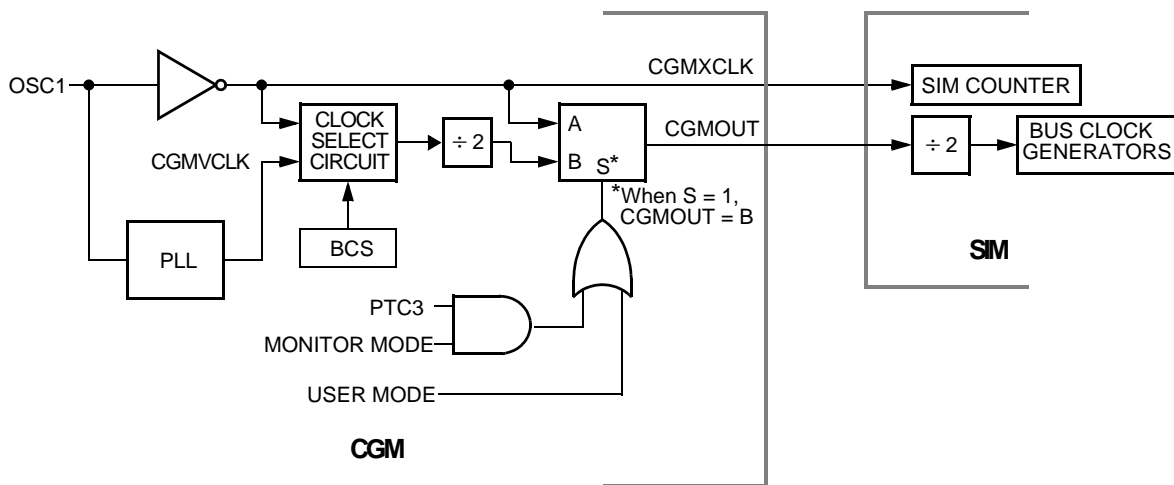 OSC1
CGMXCLK
SIM COUNTER
CLOCK
SELECT
CIRCUIT
÷ 2
A
B
S*
CGMOUT
÷ 2
BUS CLOCK
GENERATORS
CGMVCLK
*When S = 1,
CGMOUT = B
PLL
BCS
SIM
PTC3
MONITOR MODE
USER MODE
CGM